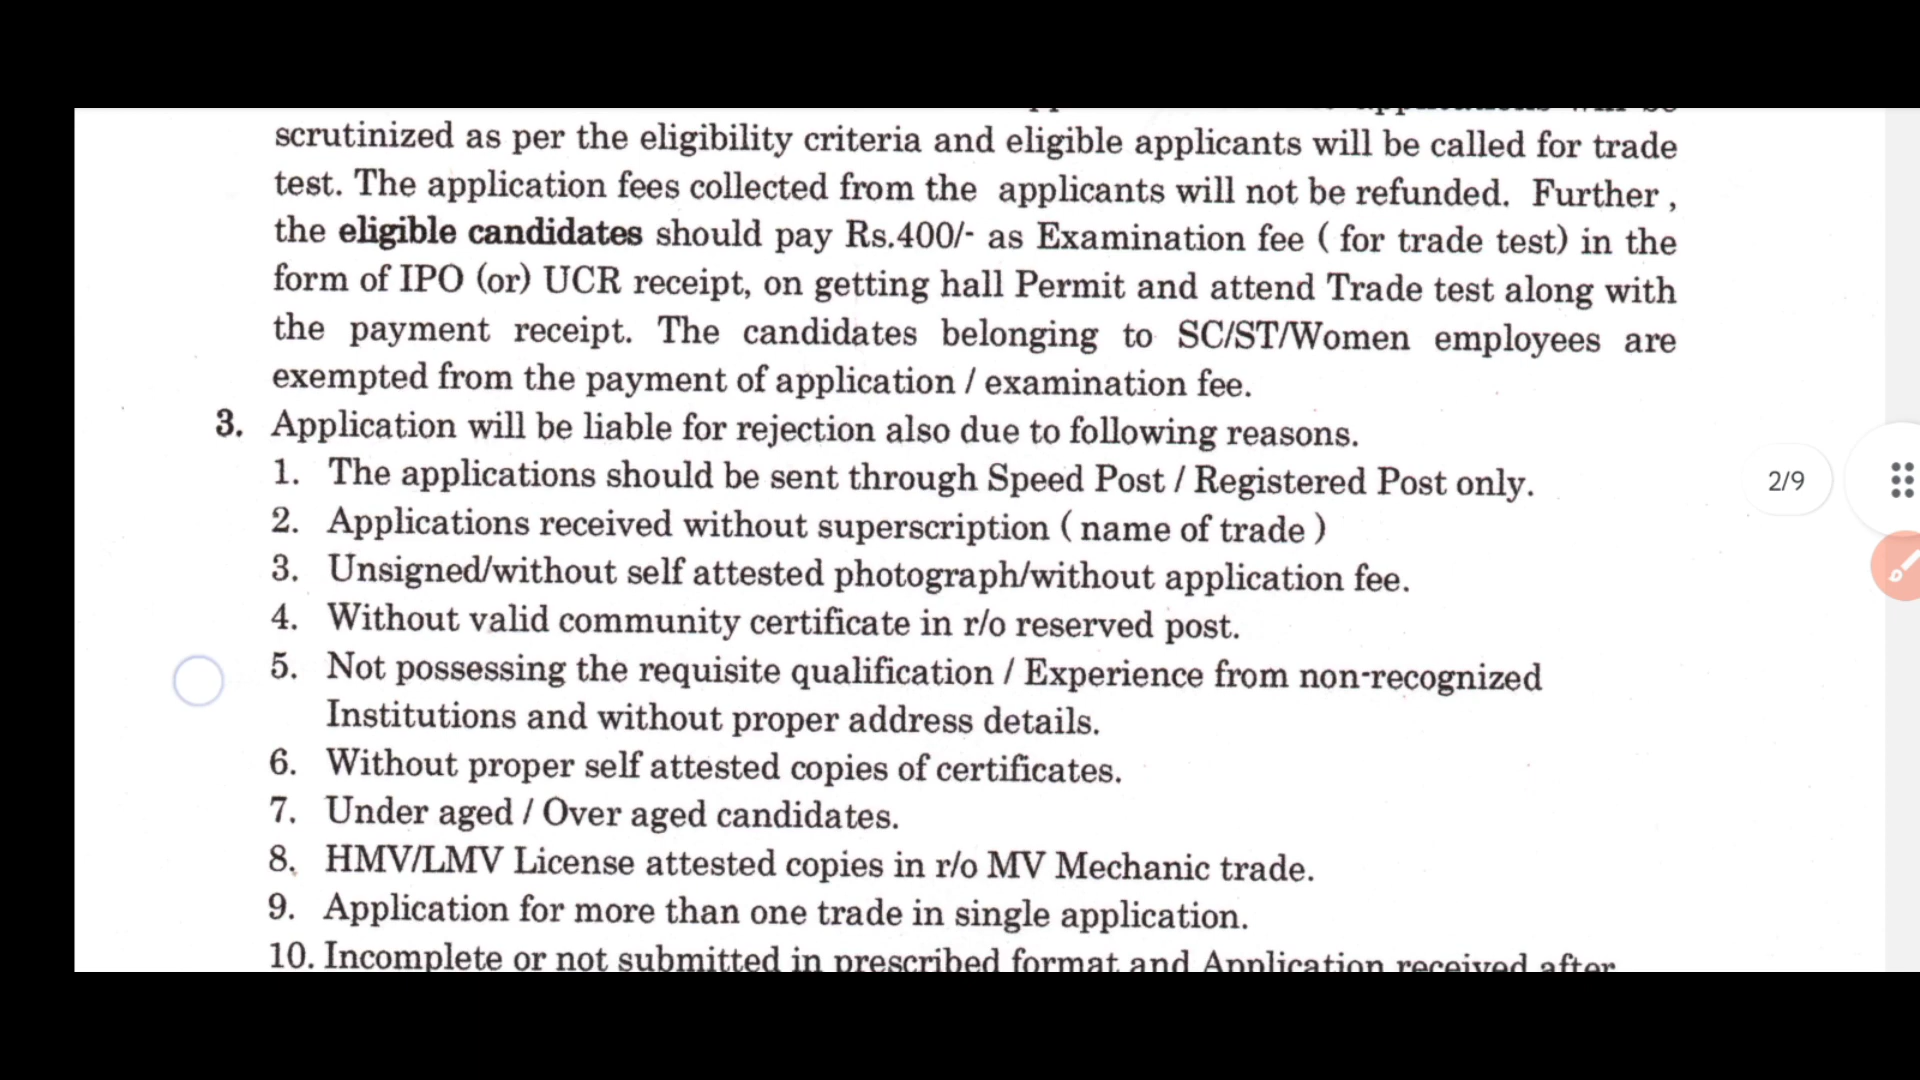 scrutinized as per the eligibility criteria and eligible applicants will be called for trade
test. The application fees collected from the applicants will not be refunded. Further ,
the eligible candidates should pay Rs.400/- as Examination fee ( for trade test) in the
form of IPO (or) UCR receipt, on getting hall Permit and attend Trade test along with
the payment receipt. The candidates belonging to SC/ST/Women employees are
exempted from the payment of application / examination fee.
3. Application will be liable for rejection also due to following reasons.
1. The applications should be sent through Speed Post / Registered Post only.
2. Applications received without superscription ( name of trade )
3. Unsigned/without self attested photograph/without application fee.
4. Without valid community certificate in r/o reserved post.
5. Not possessing the requisite qualification / Experience from non-recognized
Institutions and without proper address details.
6. Without proper self attested copies of certificates.
7. Under aged / Over aged candidates.
8. HMV/LMV License attested copies in r/o MV Mechanic trade.
9. Application for more than one trade in single application.
10. Incomplete or not submitted in prescribed format and Application received after
2/9